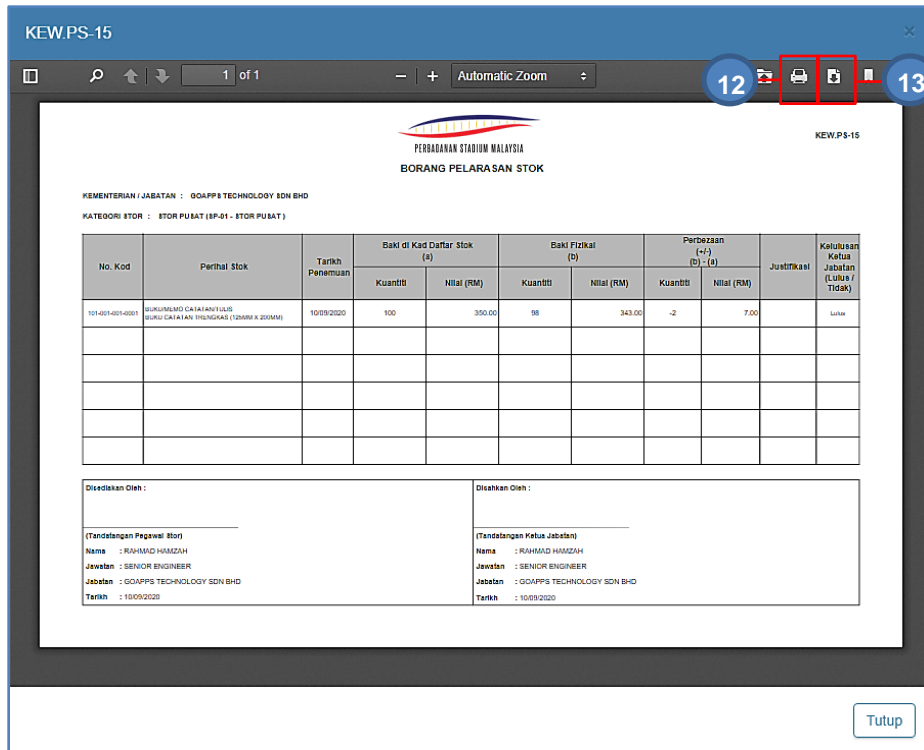 KEW.PS-15
×
1 of 1
Automatic Zoom
12
13
PERBADANAN STADIUM MALAYSIA
KEW.PS-15
BORANG PELARASAN STOK
KEMENTERIAN / JABATAN : GOAPPS TECHNOLOGY SDN BHD
KATEGORI STOR : STOR PUSAT (SP-01 - STOR PUSAT )
No. Kod
Perihal Stok
Tarikh
Penemuan
Baki di Kad Daftar Stok
(a)
Baki Fizikal
(b)
Perbezaan
(+/-)
(b) - (a)
Justifikasi
Kelulusan
Ketua
Jabatan
(Lulus /
Tidak)
Kuantiti Nilai (RM) Kuantiti Nilai (RM) Kuantiti Nilai (RM)
101-001-001-0001
BUKU/MEMO CATATAN/TULIS
BUKU CATATAN TRENGKAS (125MM X 200MM)
10/09/2020 100 350.00 98 343.00 -2 7.00 Lulus
Disediakan Oleh :
(Tandatangan Pegawai Stor)
Nama : RAHMAD HAMZAH
Jawatan : SENIOR ENGINEER
Jabatan : GOAPPS TECHNOLOGY SDN BHD
Tarikh : 10/09/2020
Disahkan Oleh :
(Tandatangan Ketua Jabatan)
Nama : RAHMAD HAMZAH
Jawatan : SENIOR ENGINEER
Jabatan : GOAPPS TECHNOLOGY SDN BHD
Tarikh : 10/09/2020
Tutup